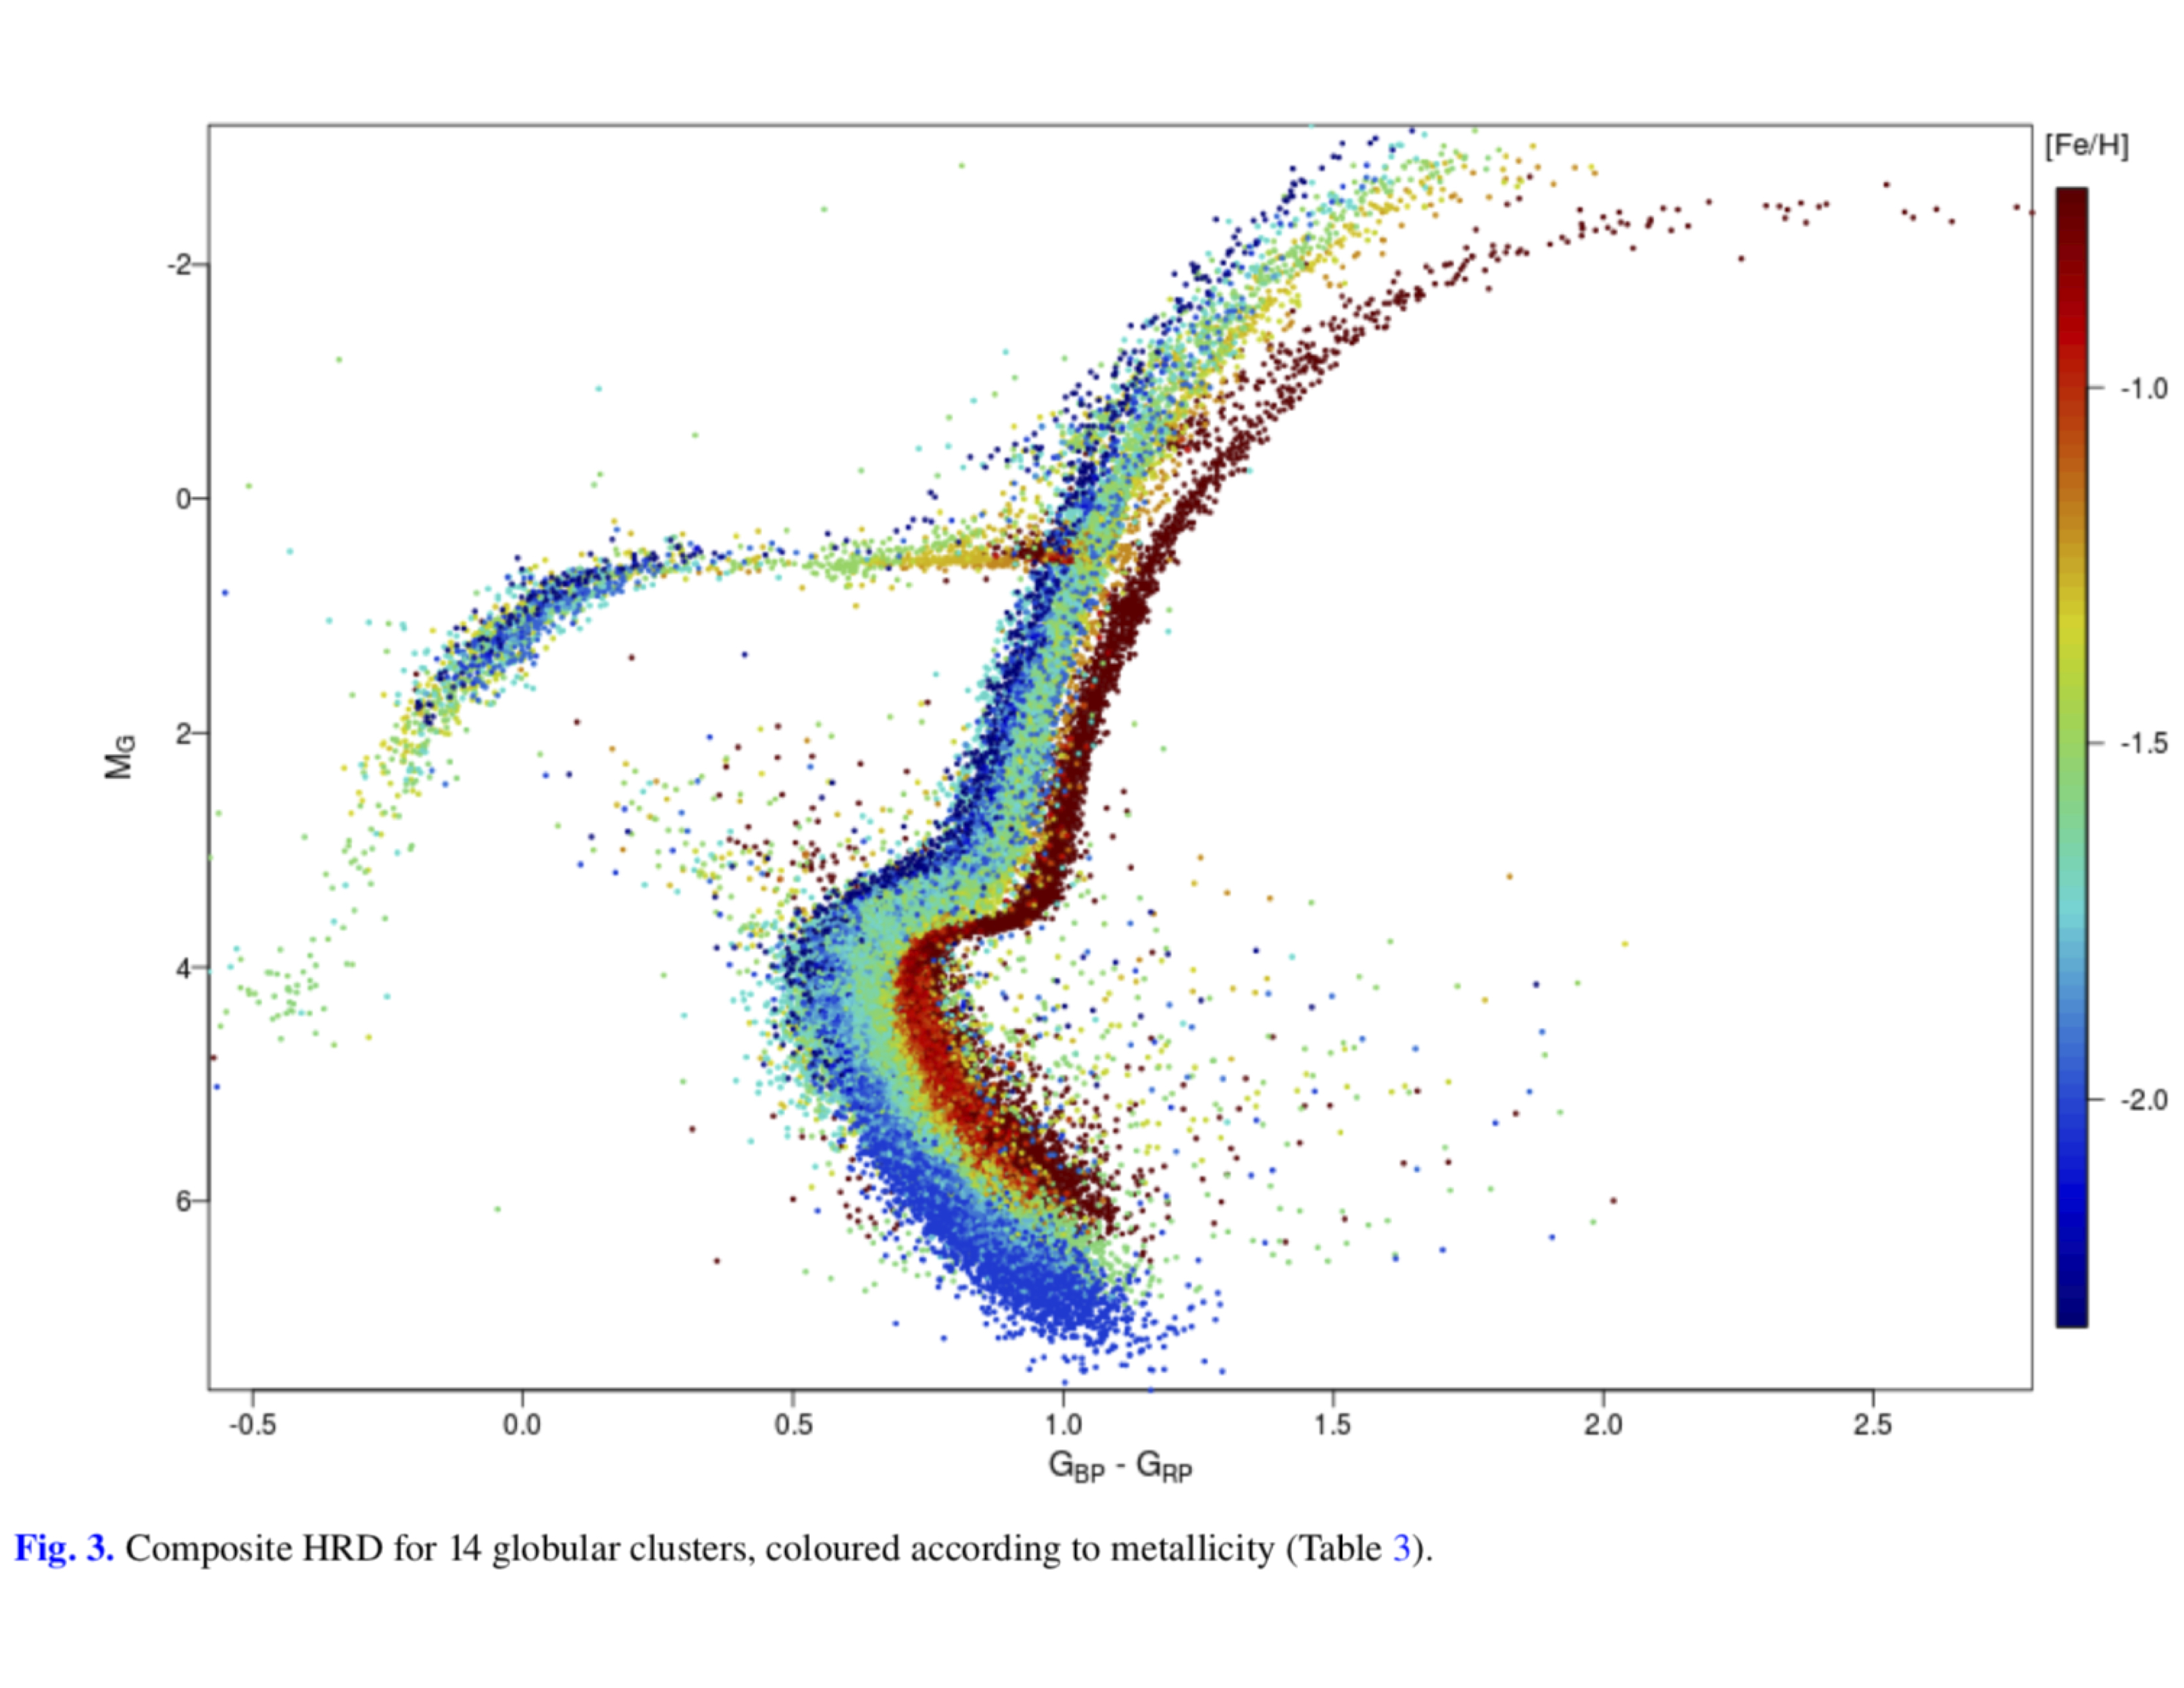 [Fe/H]
-2
0
2
4
6
M_G
-1.0
-1.5
-2.0
-0.5 0.0 0.5 1.0 1.5 2.0 2.5
G_BP - G_RP
Fig. 3. Composite HRD for 14 globular clusters, coloured according to metallicity (Table 3).